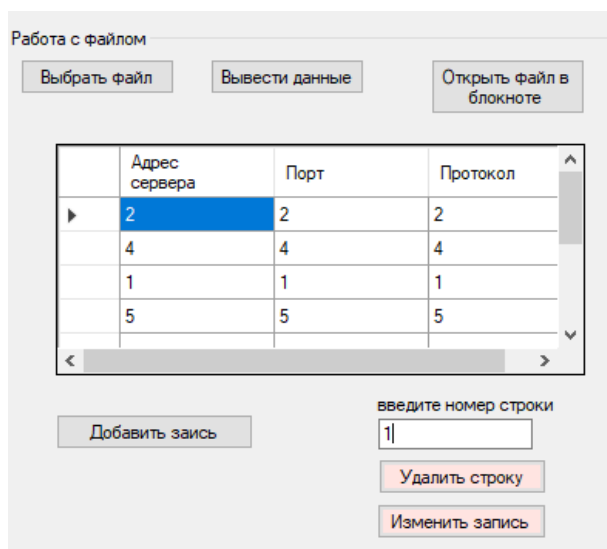 Работа с файлом
Выбрать файл Вывести данные Открыть файл в
блокноте
Адрес
сервера Порт Протокол
2 2 2
4 4 4
1 1 1
5 5 5
введите номер строки
Добавить заись 1
Удалить строку
Изменить запись